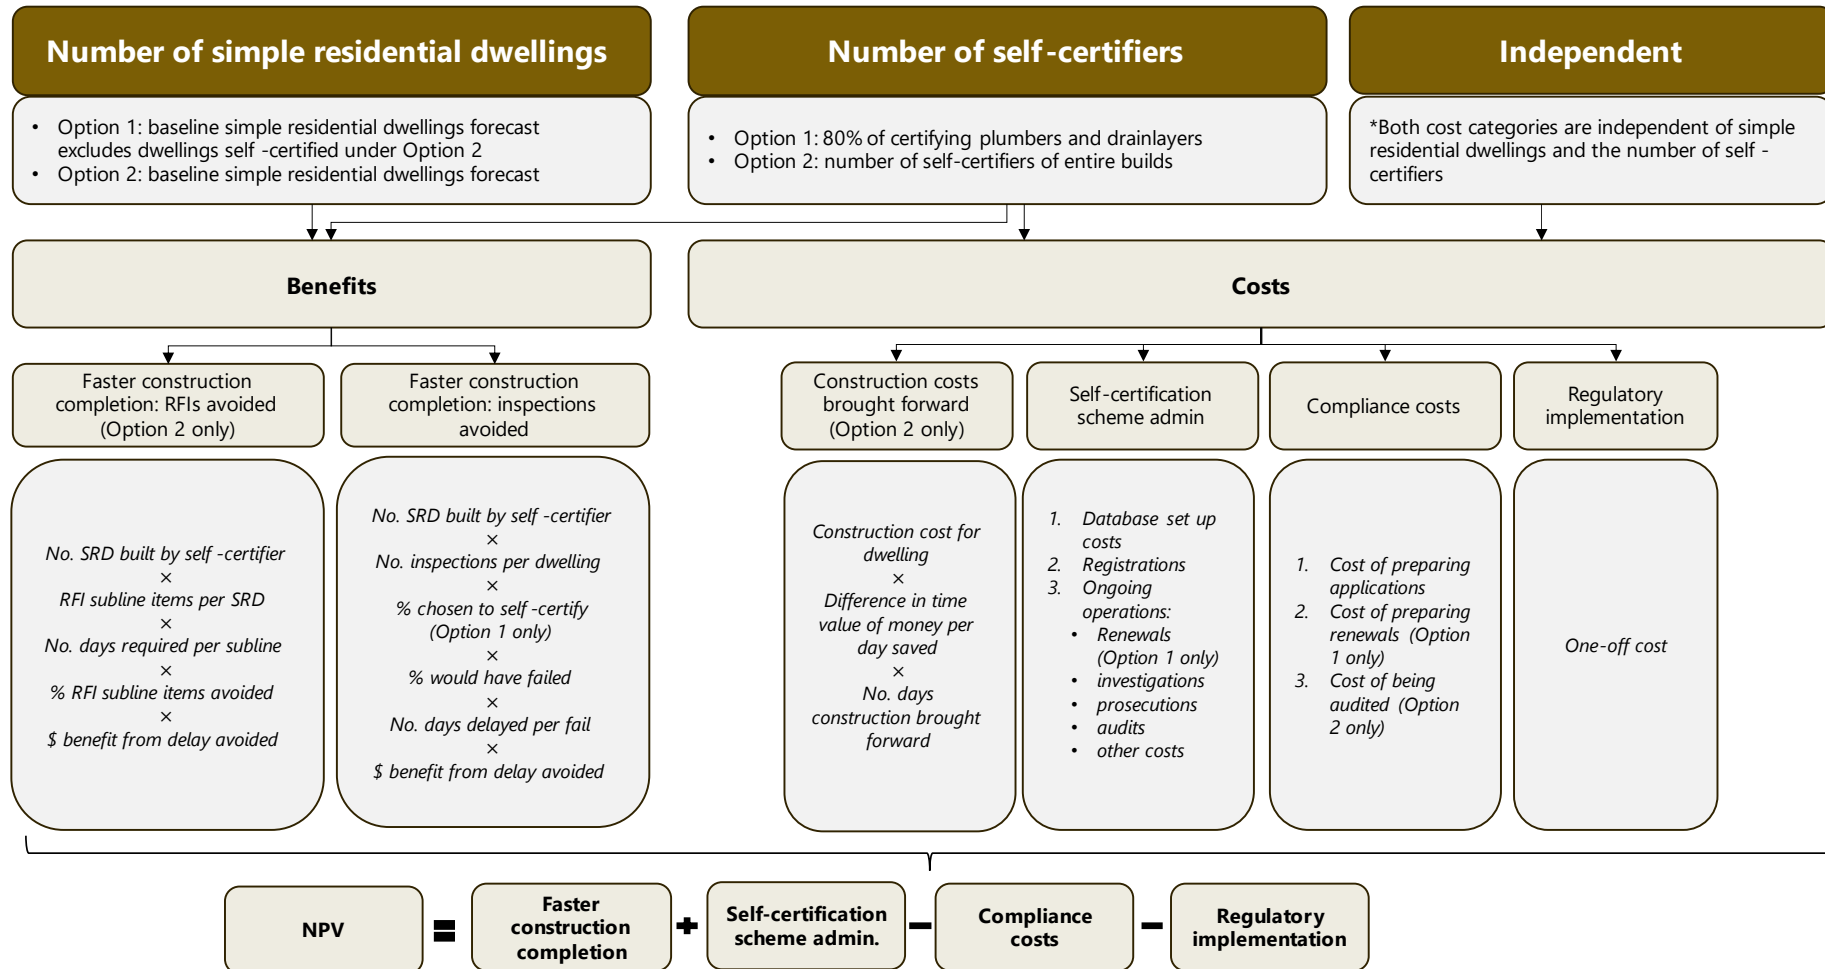 Number of simple residential dwellings
Number of self-certifiers
Independent
• Option 1: baseline simple residential dwellings forecast
excludes dwellings self -certified under Option 2
• Option 2: baseline simple residential dwellings forecast
• Option 1: 80% of certifying plumbers and drainlayers
• Option 2: number of self-certifiers of entire builds
*Both cost categories are independent of simple
residential dwellings and the number of self -
certifiers
Benefits
Costs
Faster construction
completion: RFIs avoided
(Option 2 only)
Faster construction
completion: inspections
avoided
Construction costs
brought forward
(Option 2 only)
Self-certification
scheme admin
Compliance costs
Regulatory
implementation
No. SRD built by self -certifier
×
RFI subline items per SRD
×
No. days required per subline
×
% RFI subline items avoided
×
$ benefit from delay avoided
No. SRD built by self -certifier
×
No. inspections per dwelling
×
% chosen to self -certify
(Option 1 only)
×
% would have failed
×
No. days delayed per fail
×
$ benefit from delay avoided
Construction cost for
dwelling
×
Difference in time
value of money per
day saved
×
No. days
construction brought
forward
1. Database set up
costs
2. Registrations
3. Ongoing
operations:
• Renewals
(Option 1 only)
• investigations
• prosecutions
• audits
• other costs
1. Cost of preparing
applications
2. Cost of preparing
renewals (Option
1 only)
3. Cost of being
audited (Option
2 only)
One-off cost
NPV
=
Faster
construction
completion
+
Self-certification
scheme admin.
−
Compliance
costs
−
Regulatory
implementation